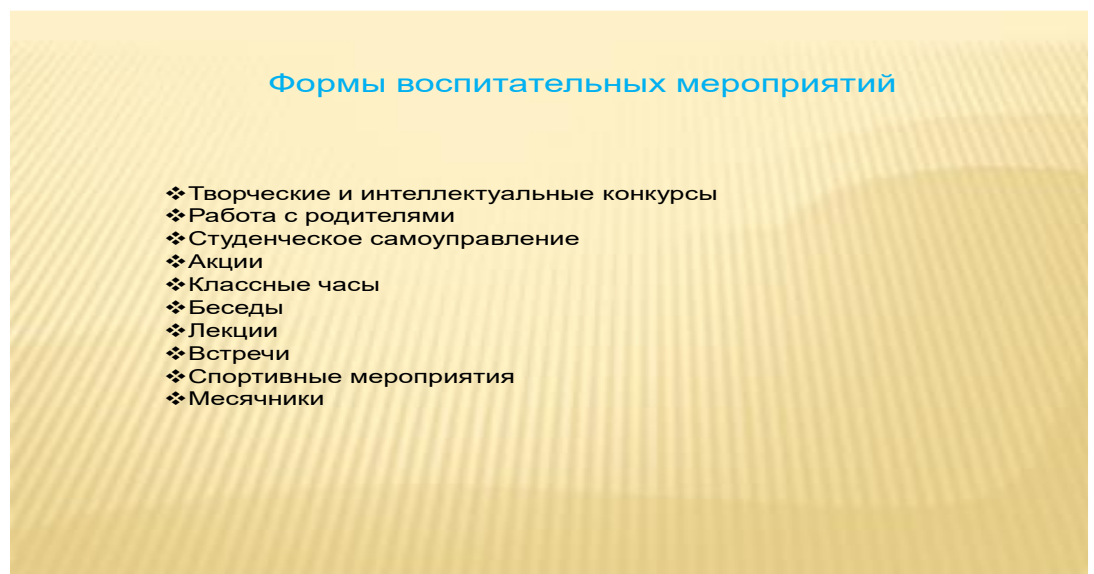 Формы воспитательных мероприятий
❖Творческие и интеллектуальные конкурсы
❖Работа с родителями
❖Студенческое самоуправление
❖Акции
❖Классные часы
❖Беседы
❖Лекции
❖Встречи
❖Спортивные мероприятия
❖Месячники